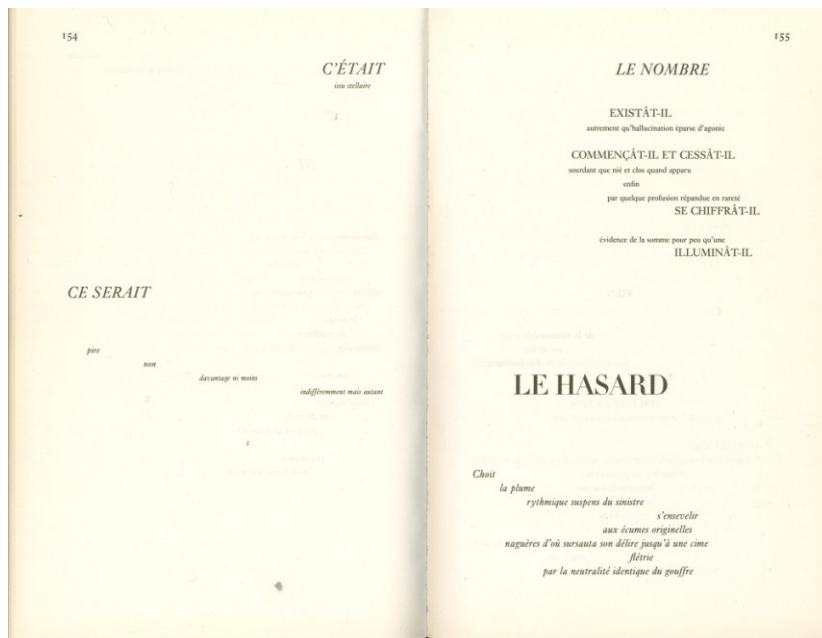 154
C'ÉTAIT
issu stellaire
CE SERAIT
pire
non
davantage ni moins
indifféremment mais autant
155
LE NOMBRE
EXISTÂT-IL
autrement qu'hallucination éparse d'agonie
COMMENÇÂT-IL ET CESSÂT-IL
sourdant que nié et clos quand apparu
enfin
par quelque profusion répandue en rareté
SE CHIFFRÂT-IL
évidence de la somme pour peu qu'une
ILLUMINÂT-IL
LE HASARD
Choit
la plume
rythmique suspens du sinistre
s'ensevelir
aux écumes originelles
naguères d'où sursauta son délire jusqu'à une cime
flétrie
par la neutralité identique du gouffre